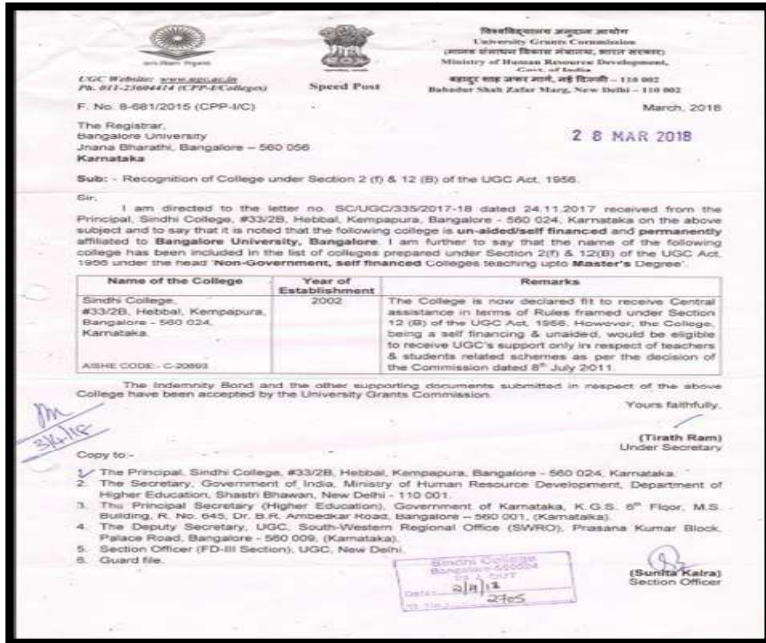 विश्वविद्यालय अनुदान आयोग
University Grants Commission
(मानव संसाधन विकास मंत्रालय, भारत सरकार)
Ministry of Human Resource Development,
Govt. of India
बहादुर शाह ज़फर मार्ग, नई दिल्ली – 110 002
Bahadur Shah Zafar Marg, New Delhi – 110 002
UGC Website: www.ugc.ac.in
Ph. 011-23604414 (CPP-I/Colleges)
Speed Post
F. No. 8-681/2015 (CPP-I/C)
March, 2018
28 MAR 2018
The Registrar,
Bangalore University
Jnana Bharathi, Bangalore – 560 056
Karnataka
Sub: - Recognition of College under Section 2 (f) & 12 (B) of the UGC Act, 1956.
Sir,
I am directed to the letter no. SC/UGC/335/2017-18 dated 24.11.2017 received from the
Principal, Sindhi College, #33/2B, Hebbal, Kempapura, Bangalore - 560 024, Karnataka on the above
subject and to say that it is noted that the following college is un-aided/self financed and permanently
affiliated to Bangalore University, Bangalore. I am further to say that the name of the following
college has been included in the list of colleges prepared under Section 2(f) & 12(B) of the UGC Act,
1956 under the head 'Non-Government, self financed Colleges teaching upto Master's Degree'.
Name of the College
Year of Establishment
Remarks
Sindhi College,
#33/2B, Hebbal, Kempapura,
Bangalore - 560 024,
Karnataka.
AISHE CODE:- C-20893
2002
The College is now declared fit to receive Central
assistance in terms of Rules framed under Section
12 (B) of the UGC Act, 1956. However, the College,
being a self financing & unaided, would be eligible
to receive UGC's support only in respect of teachers
& students related schemes as per the decision of
the Commission dated 8th July 2011.
The Indemnity Bond and the other supporting documents submitted in respect of the above
College have been accepted by the University Grants Commission.
Yours faithfully,
(Tirath Ram)
Under Secretary
3/4/18
Copy to:-
1. The Principal, Sindhi College, #33/2B, Hebbal, Kempapura, Bangalore - 560 024, Karnataka.
2. The Secretary, Government of India, Ministry of Human Resource Development, Department of
Higher Education, Shastri Bhawan, New Delhi - 110 001.
3. The Principal Secretary (Higher Education), Government of Karnataka, K.G.S. 6th Floor, M.S.
Building, R. No. 645, Dr. B.R. Ambedkar Road, Bangalore – 560 001, (Karnatalka).
4. The Deputy Secretary, UGC, South-Western Regional Office (SWRO), Prasana Kumar Block,
Palace Road, Bangalore - 560 009, (Karnataka).
5. Section Officer (FD-III Section), UGC, New Delhi.
6. Guard file.
Sindhi College
Bangalore-560024
OUT
Date: 2/4/18
2705
(Sunita Kalra)
Section Officer